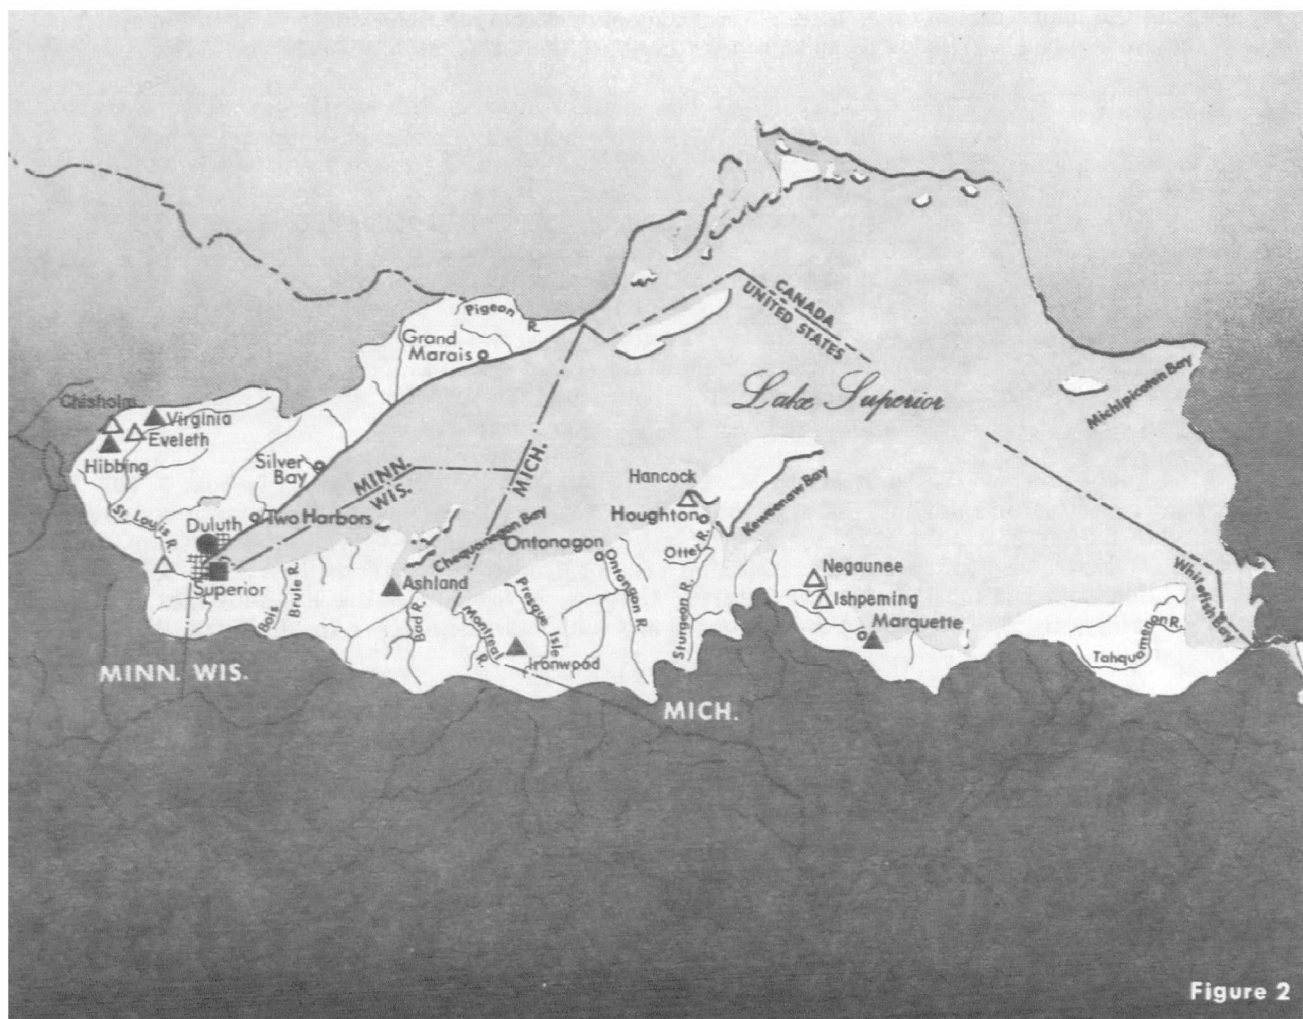 Pigeon
R.
CANADA
UNITED STATES
Grand
Marais
Lake Superior
Michipicoten Bay
Chisholm
Virginia
Eveleth
Hibbing
Silver
Bay
MINN.
WIS.
MICH.
Hancock
Houghton
Keweenaw Bay
St. Louis R.
Duluth
Two Harbors
Chequamegon Bay
Ontonagon
Otter R.
Superior
Bois
Brule R.
Ashland
Bad R.
Montreal
R.
Presque Isle
Ironwood
Ontonagon R.
Sturgeon R.
Negaunee
Ishpeming
Marquette
Whitefish Bay
Tahquamenon R.
MINN. WIS.
MICH.
Figure 2